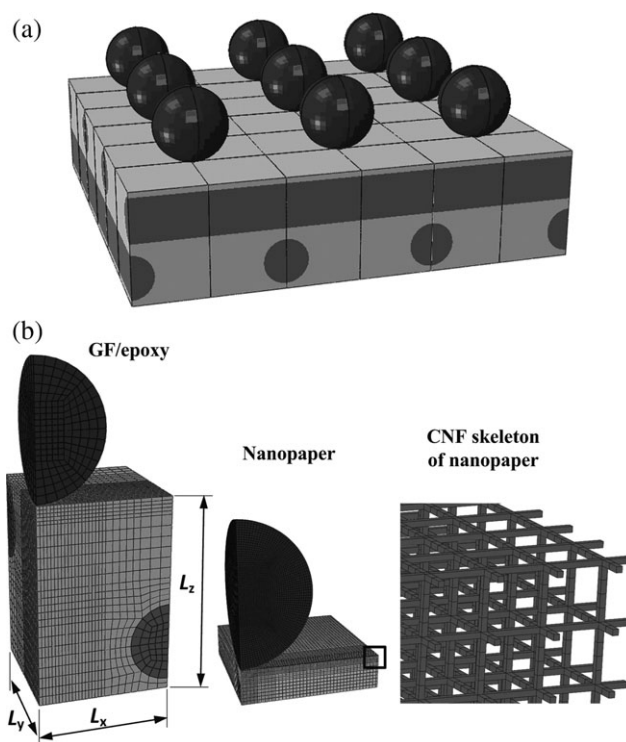 (a)
(b)
GF/epoxy
Nanopaper
CNF skeleton
of nanopaper
Lz
Ly
Lx